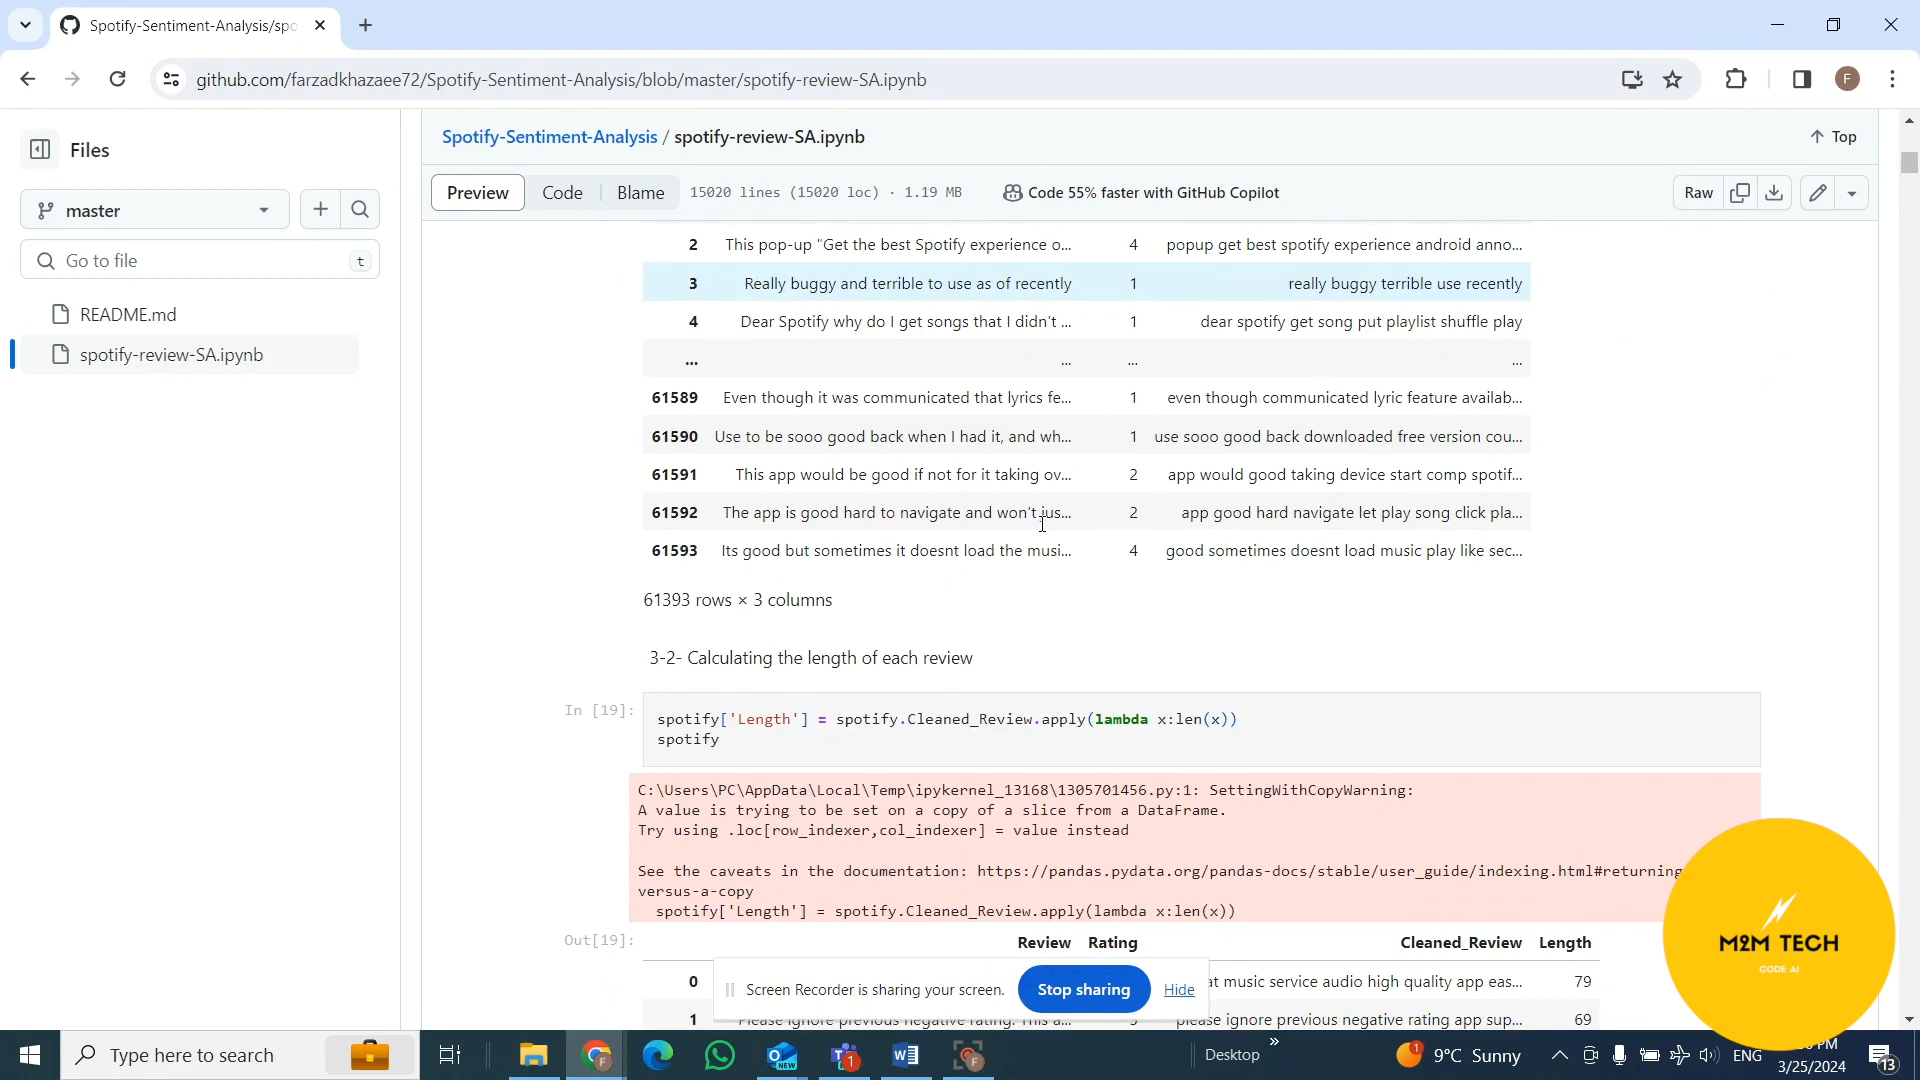 Spotify-Sentiment-Analysis/spo
github.com/farzadkhazaee72/Spotify-Sentiment-Analysis/blob/master/spotify-review-SA.ipynb
F
Files
Spotify-Sentiment-Analysis / spotify-review-SA.ipynb
Top
master
Preview
Code
Blame
15020 lines (15020 loc) · 1.19 MB
Code 55% faster with GitHub Copilot
Raw
Go to file
t
README.md
spotify-review-SA.ipynb
2 This pop-up "Get the best Spotify experience o... 4 popup get best spotify experience android anno...
3 Really buggy and terrible to use as of recently 1 really buggy terrible use recently
4 Dear Spotify why do I get songs that I didn't ... 1 dear spotify get song put playlist shuffle play
... ... ... ...
61589 Even though it was communicated that lyrics fe... 1 even though communicated lyric feature availab...
61590 Use to be sooo good back when I had it, and wh... 1 use sooo good back downloaded free version cou...
61591 This app would be good if not for it taking ov... 2 app would good taking device start comp spotif...
61592 The app is good hard to navigate and won't jus... 2 app good hard navigate let play song click pla...
61593 Its good but sometimes it doesnt load the musi... 4 good sometimes doesnt load music play like sec...
61393 rows × 3 columns
3-2- Calculating the length of each review
In [19]:
spotify['Length'] = spotify.Cleaned_Review.apply(lambda x:len(x))
spotify
C:\Users\PC\AppData\Local\Temp\ipykernel_13168\1305701456.py:1: SettingWithCopyWarning:
A value is trying to be set on a copy of a slice from a DataFrame.
Try using .loc[row_indexer,col_indexer] = value instead
See the caveats in the documentation: https://pandas.pydata.org/pandas-docs/stable/user_guide/indexing.html#returning
versus-a-copy
spotify['Length'] = spotify.Cleaned_Review.apply(lambda x:len(x))
Out[19]:
Review Rating Cleaned_Review Length
0 at music service audio high quality app eas... 79
1 Please ignore previous negative rating. This a... please ignore previous negative rating app sup... 69
Screen Recorder is sharing your screen.
Stop sharing
Hide
M2M TECH
CODE AI
Type here to search
NEW
1
Desktop
»
1
9°C Sunny
ENG
PM
3/25/2024
13